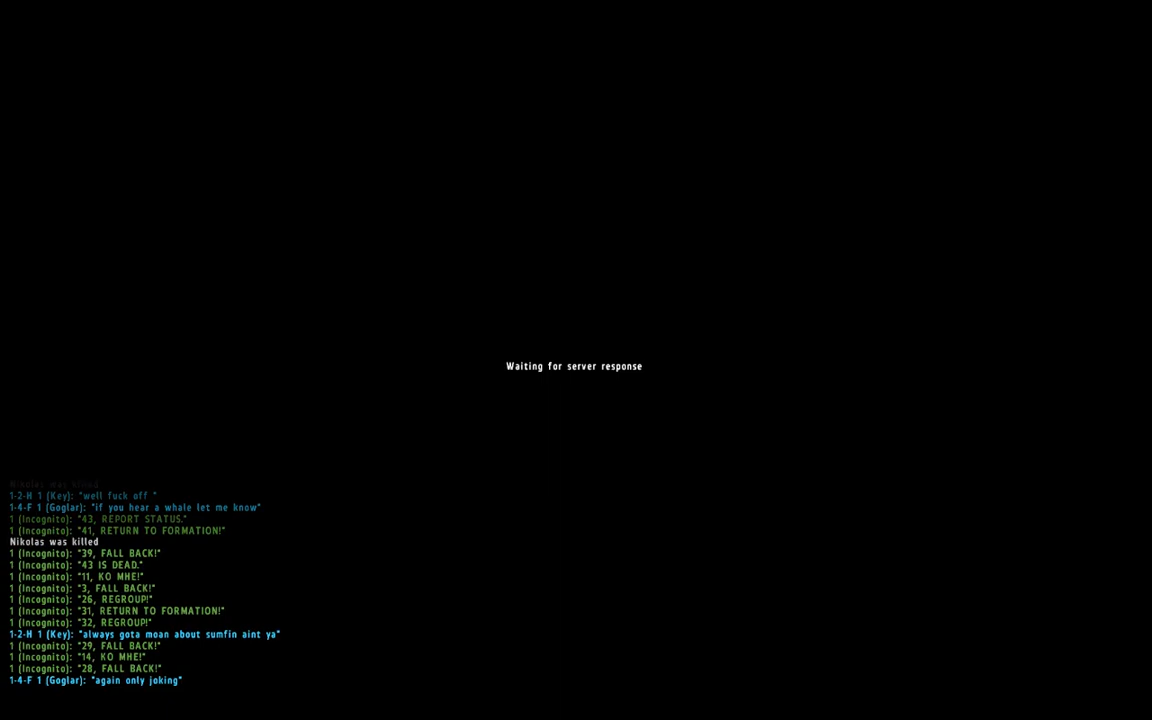 Waiting for server response
Nikolas was killed
1-2-H 1 (Key): "well fuck off "
1-4-F 1 (Goglar): "if you hear a whale let me know"
1 (Incognito): "43, REPORT STATUS."
1 (Incognito): "41, RETURN TO FORMATION!"
Nikolas was killed
1 (Incognito): "39, FALL BACK!"
1 (Incognito): "43 IS DEAD."
1 (Incognito): "11, KO MHE!"
1 (Incognito): "3, FALL BACK!"
1 (Incognito): "26, REGROUP!"
1 (Incognito): "31, RETURN TO FORMATION!"
1 (Incognito): "32, REGROUP!"
1-2-H 1 (Key): "always gota moan about sumfin aint ya"
1 (Incognito): "29, FALL BACK!"
1 (Incognito): "14, KO MHE!"
1 (Incognito): "28, FALL BACK!"
1-4-F 1 (Goglar): "again only joking"